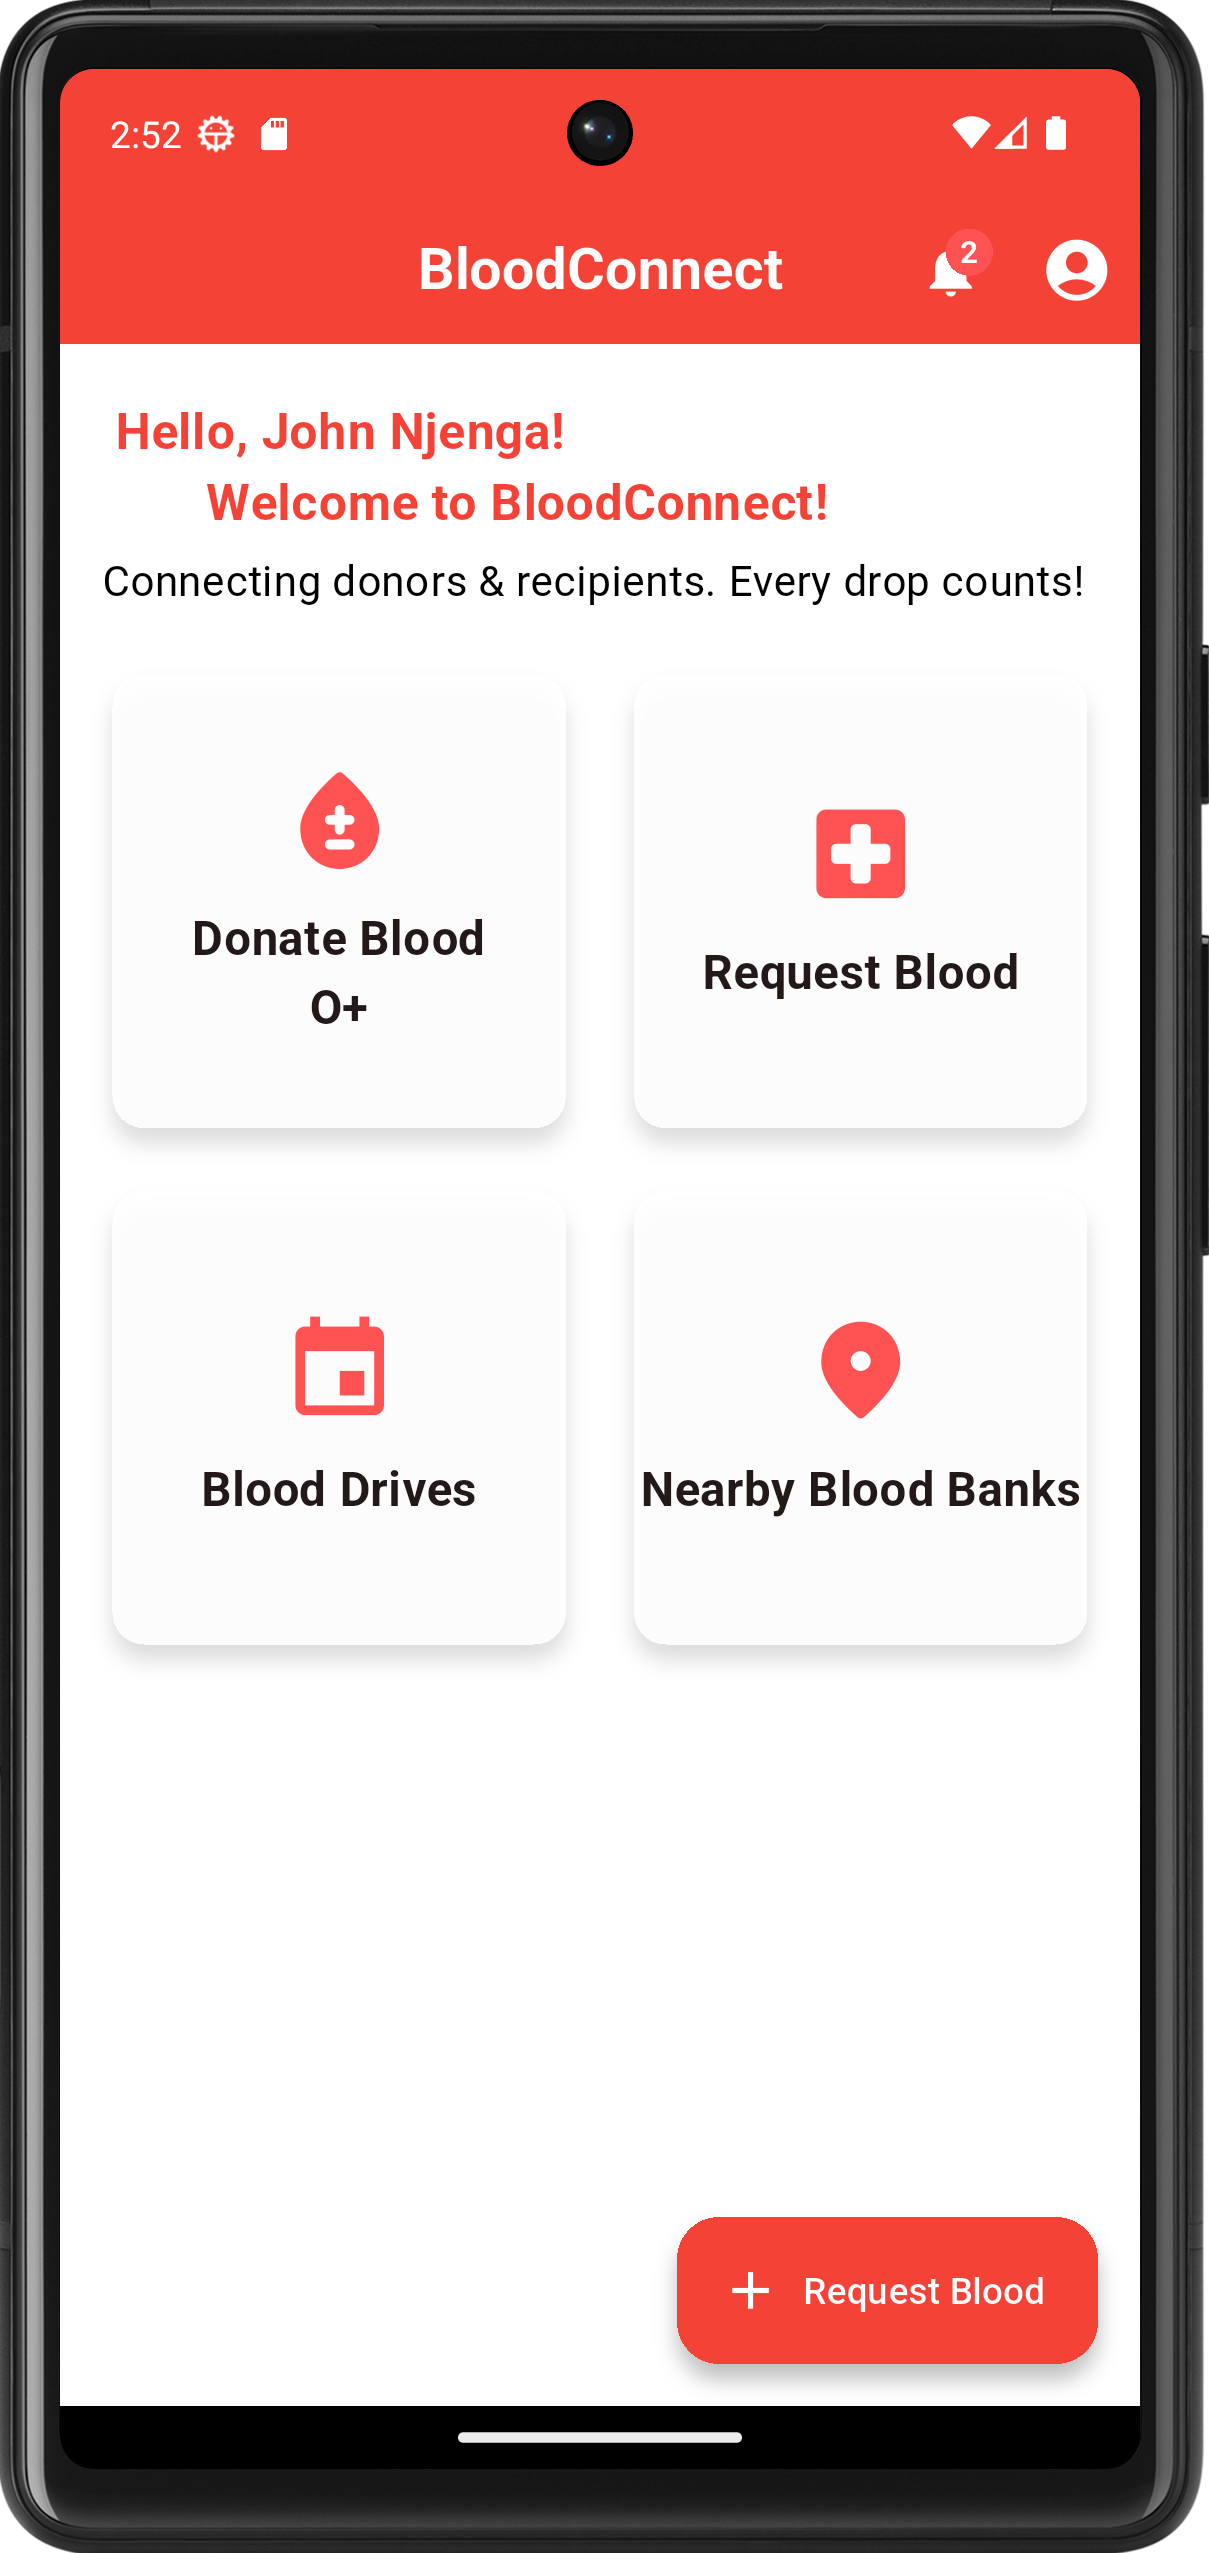 2:52
BloodConnect
2
Hello, John Njenga!
Welcome to BloodConnect!
Connecting donors & recipients. Every drop counts!
Donate Blood
O+
Request Blood
Blood Drives
Nearby Blood Banks
Request Blood